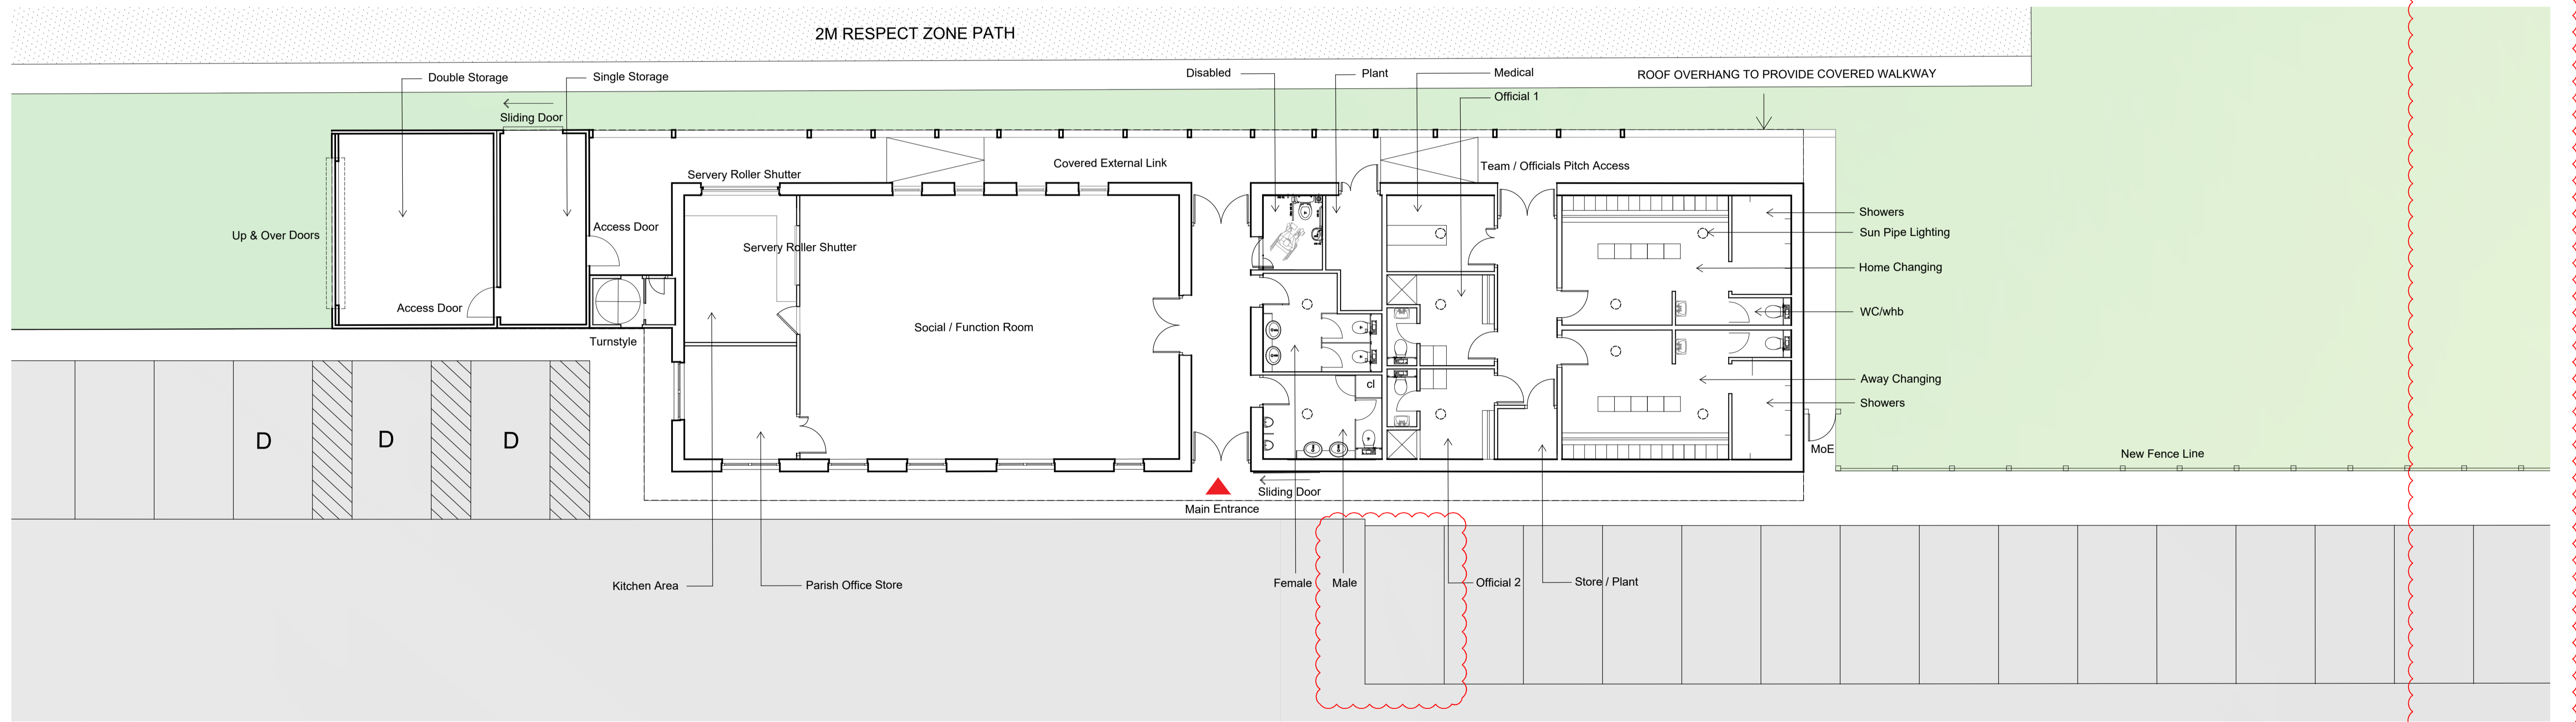 2M RESPECT ZONE PATH
Double Storage
Single Storage
Disabled
Plant
Medical
ROOF OVERHANG TO PROVIDE COVERED WALKWAY
Official 1
Sliding Door
Covered External Link
Team / Officials Pitch Access
Servery Roller Shutter
Showers
Access Door
Sun Pipe Lighting
Up & Over Doors
Servery Roller Shutter
Home Changing
Access Door
WC/whb
Social / Function Room
Turnstyle
Away Changing
cl
Showers
D
D
D
MoE
New Fence Line
Sliding Door
Main Entrance
Kitchen Area
Parish Office Store
Female
Male
Official 2
Store / Plant